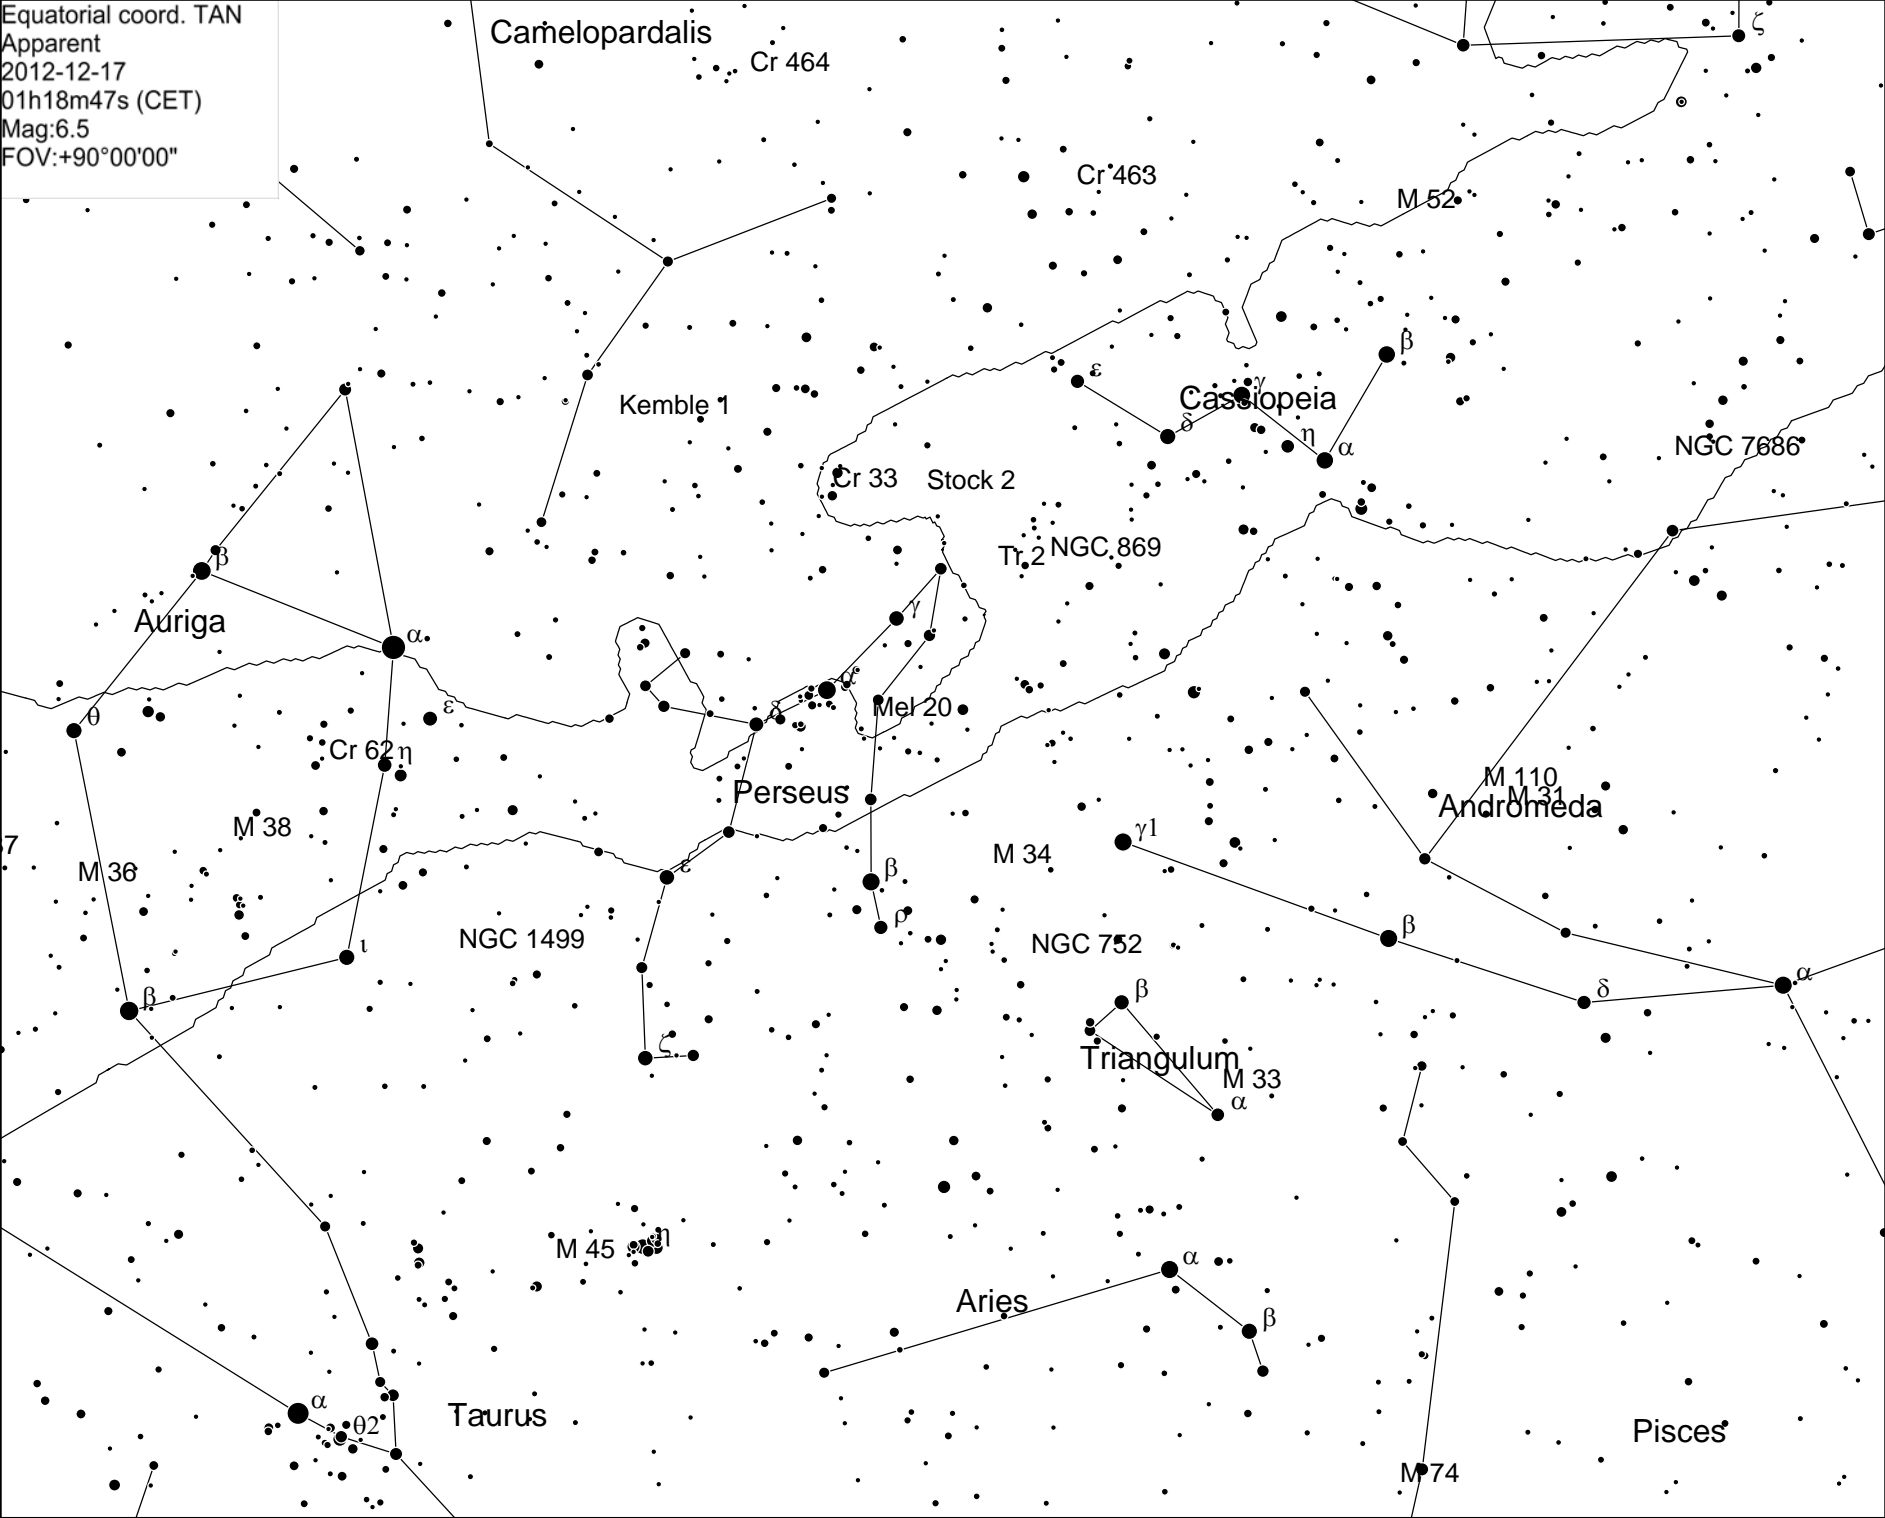 Equatorial coord. TAN
Apparent
2012-12-17
01h18m47s (CET)
Mag:6.5
FOV:+90°00'00"
Camelopardalis
Cr 464
ζ
Cr 463
M 52
β
ε
γ
Cassiopeia
δ
η
α
Kemble 1
NGC 7686
Cr 33
Stock 2
Tr 2
NGC 869
β
Auriga
γ
α
α
δ
Mel 20
ε
θ
Cr 62
η
Perseus
M 110
M 31
Andromeda
M 38
γ1
7
M 34
M 36
ε
β
ρ
β
NGC 1499
NGC 752
ι
α
β
β
δ
ζ
Triangulum
M 33
α
η
M 45
α
Aries
β
α
Taurus
θ2
Pisces
M 74